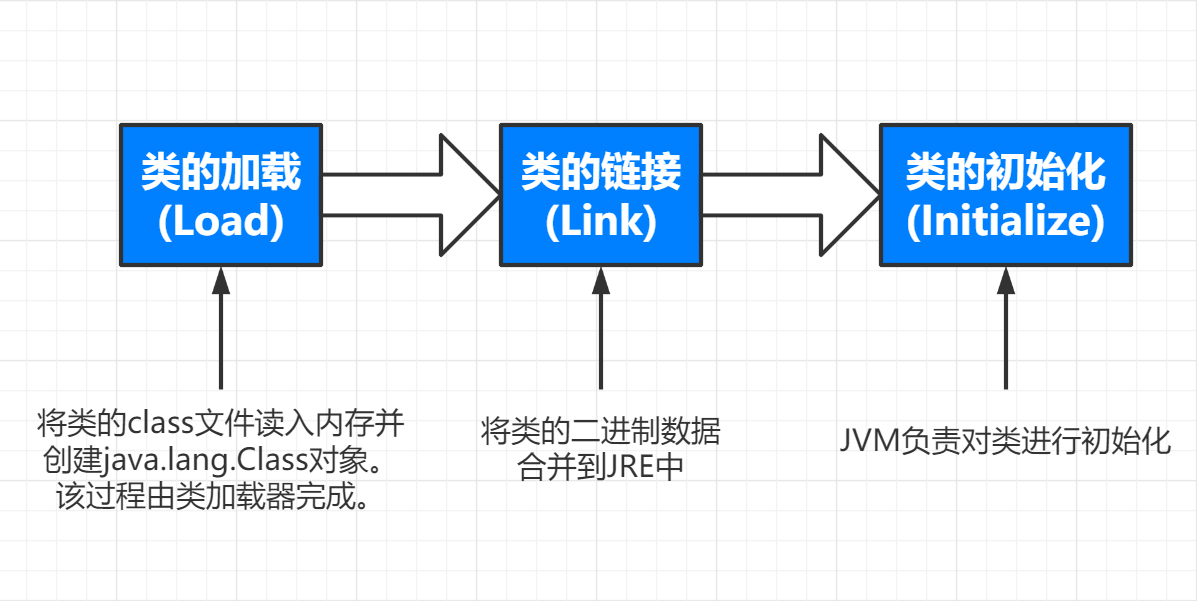 类的加载
(Load)
类的链接
(Link)
类的初始化
(Initialize)
将类的class文件读入内存并
创建java.lang.Class对象。
该过程由类加载器完成。
将类的二进制数据
合并到JRE中
JVM负责对类进行初始化